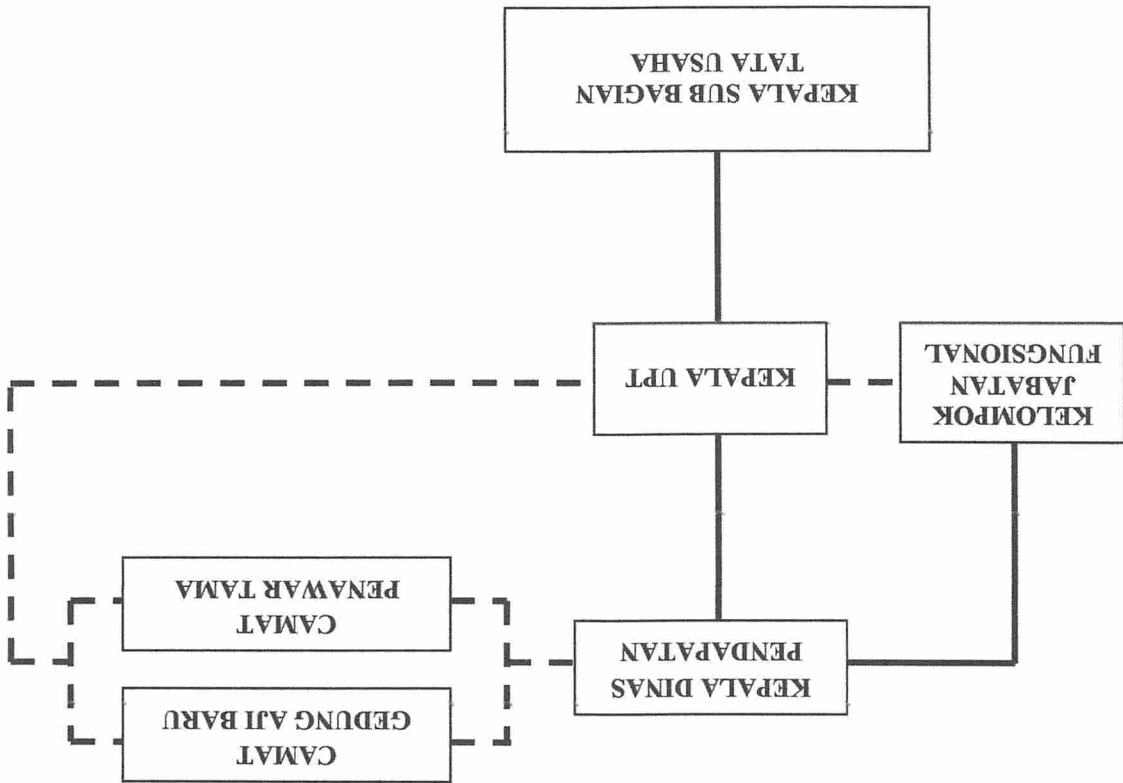 CAMAT
GEDUNG AJI BARU
KEPALA DINAS
PENDAPATAN
CAMAT
PENAWAR TAMA
KELOMPOK
JABATAN
FUNGSIONAL
KEPALA UPT
KEPALA SUB BAGIAN
TATA USAHA